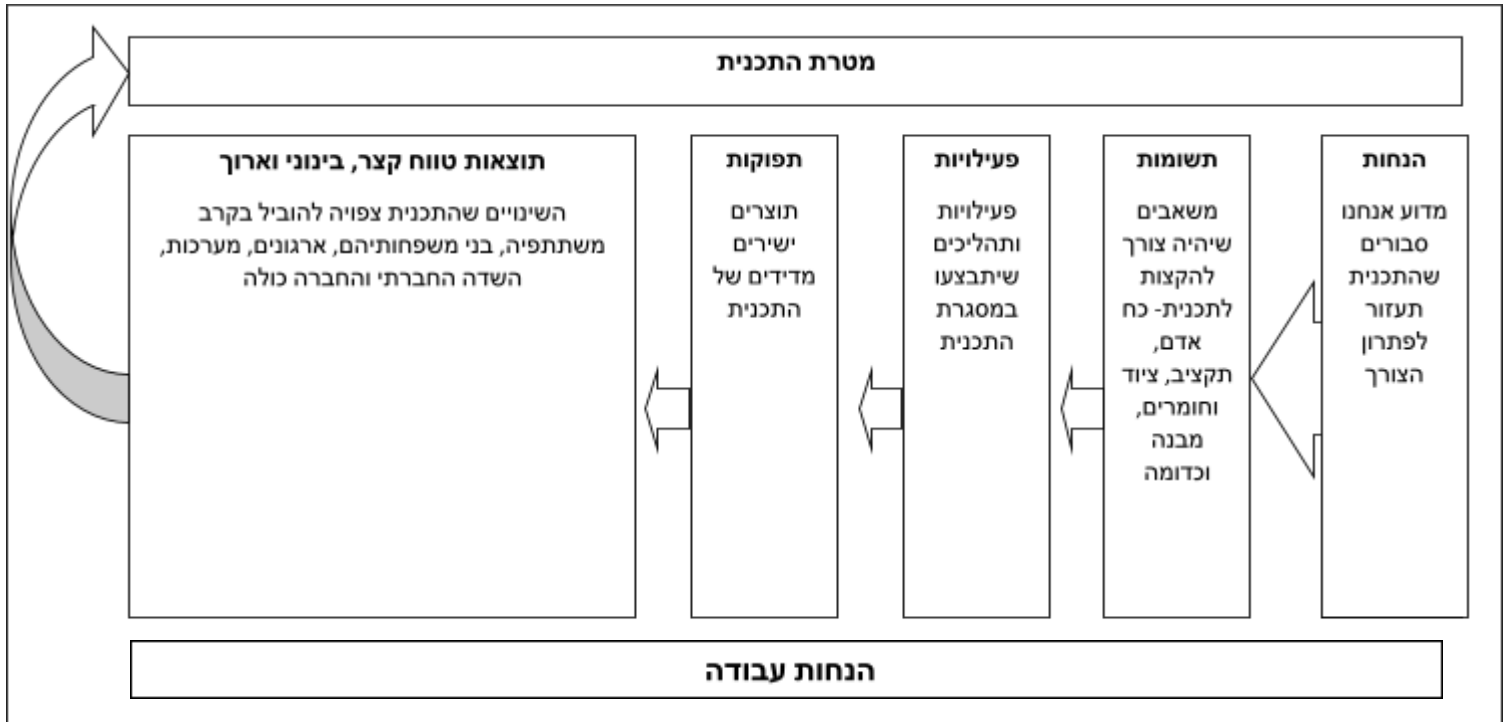 מטרת התכנית
הנחות
מדוע אנחנו
סבורים
שהתכנית
תעזור
לפתרון
הצורך
תשומות
משאבים
שיהיה צורך
להקצות
לתכנית- כח
אדם,
תקציב, ציוד
וחומרים,
מבנה
וכדומה
פעילויות
פעילויות
ותהליכים
שיתבצעו
במסגרת
התכנית
תפוקות
תוצרים
ישירים
מדידים של
התכנית
תוצאות טווח קצר, בינוני וארוך
השינויים שהתכנית צפויה להוביל בקרב
משתתפיה, בני משפחותיהם, ארגונים, מערכות,
השדה החברתי והחברה כולה
הנחות עבודה